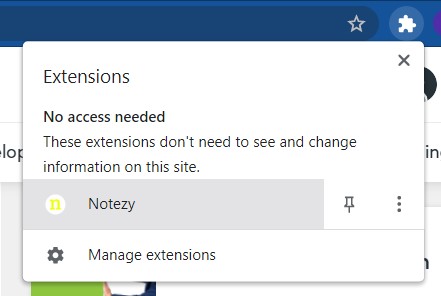 Extensions
No access needed
These extensions don't need to see and change
information on this site.
n Notezy
Manage extensions